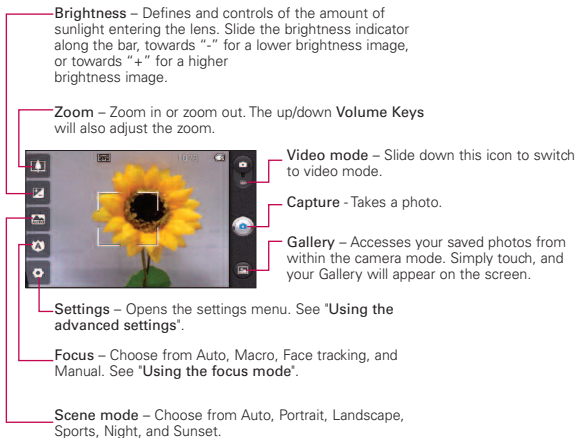 Brightness – Defines and controls of the amount of
sunlight entering the lens. Slide the brightness indicator
along the bar, towards “-” for a lower brightness image,
or towards “+” for a higher
brightness image.
Zoom – Zoom in or zoom out. The up/down Volume Keys
will also adjust the zoom.
Video mode – Slide down this icon to switch
to video mode.
Capture - Takes a photo.
Gallery – Accesses your saved photos from
within the camera mode. Simply touch, and
your Gallery will appear on the screen.
Settings – Opens the settings menu. See "Using the
advanced settings".
Focus – Choose from Auto, Macro, Face tracking, and
Manual. See "Using the focus mode".
Scene mode – Choose from Auto, Portrait, Landscape,
Sports, Night, and Sunset.